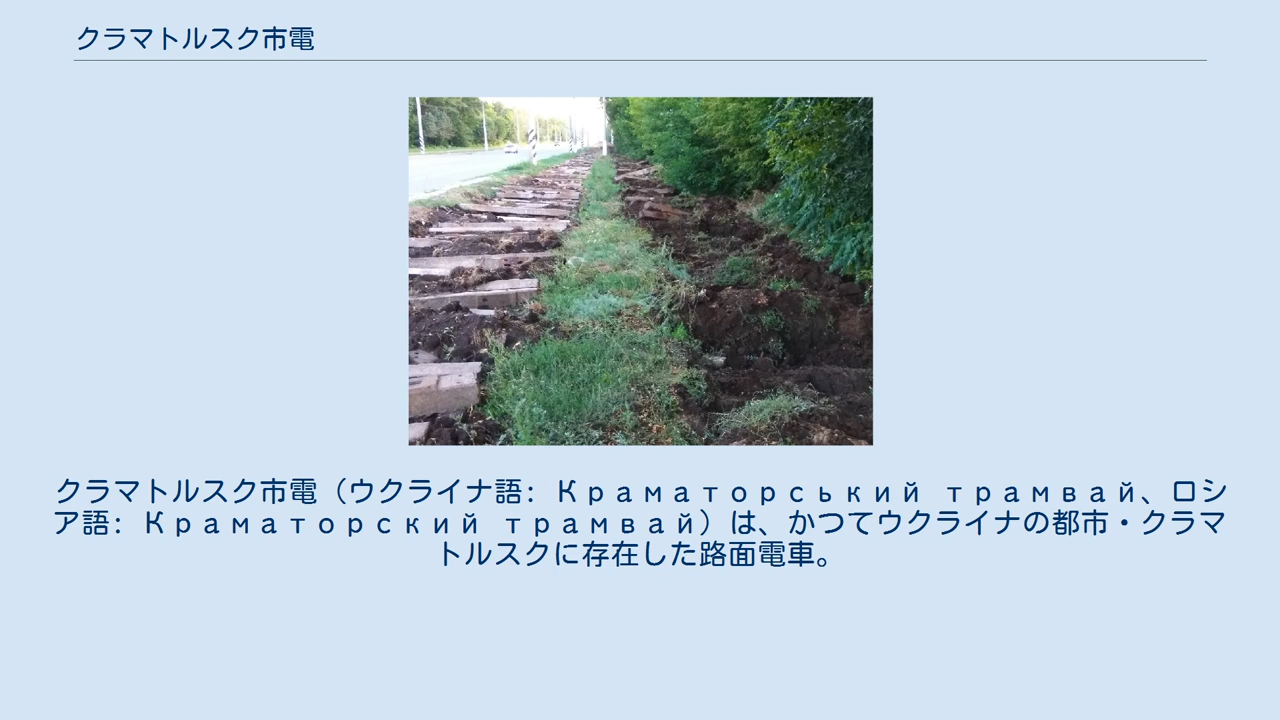 クラマトルスク市電
クラマトルスク市電（ウクライナ語: Краматорський трамвай、ロシ
ア語: Краматорский трамвай）は、かつてウクライナの都市・クラマ
トルスクに存在した路面電車。